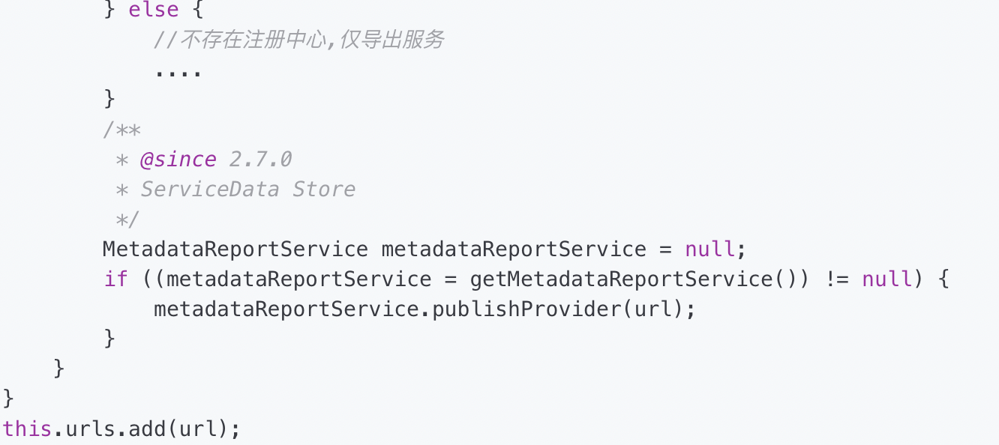 } else {
//不存在注册中心,仅导出服务
....
}
/**
* @since 2.7.0
* ServiceData Store
*/
MetadataReportService metadataReportService = null;
if ((metadataReportService = getMetadataReportService()) != null) {
metadataReportService.publishProvider(url);
}
}
}
this.urls.add(url);